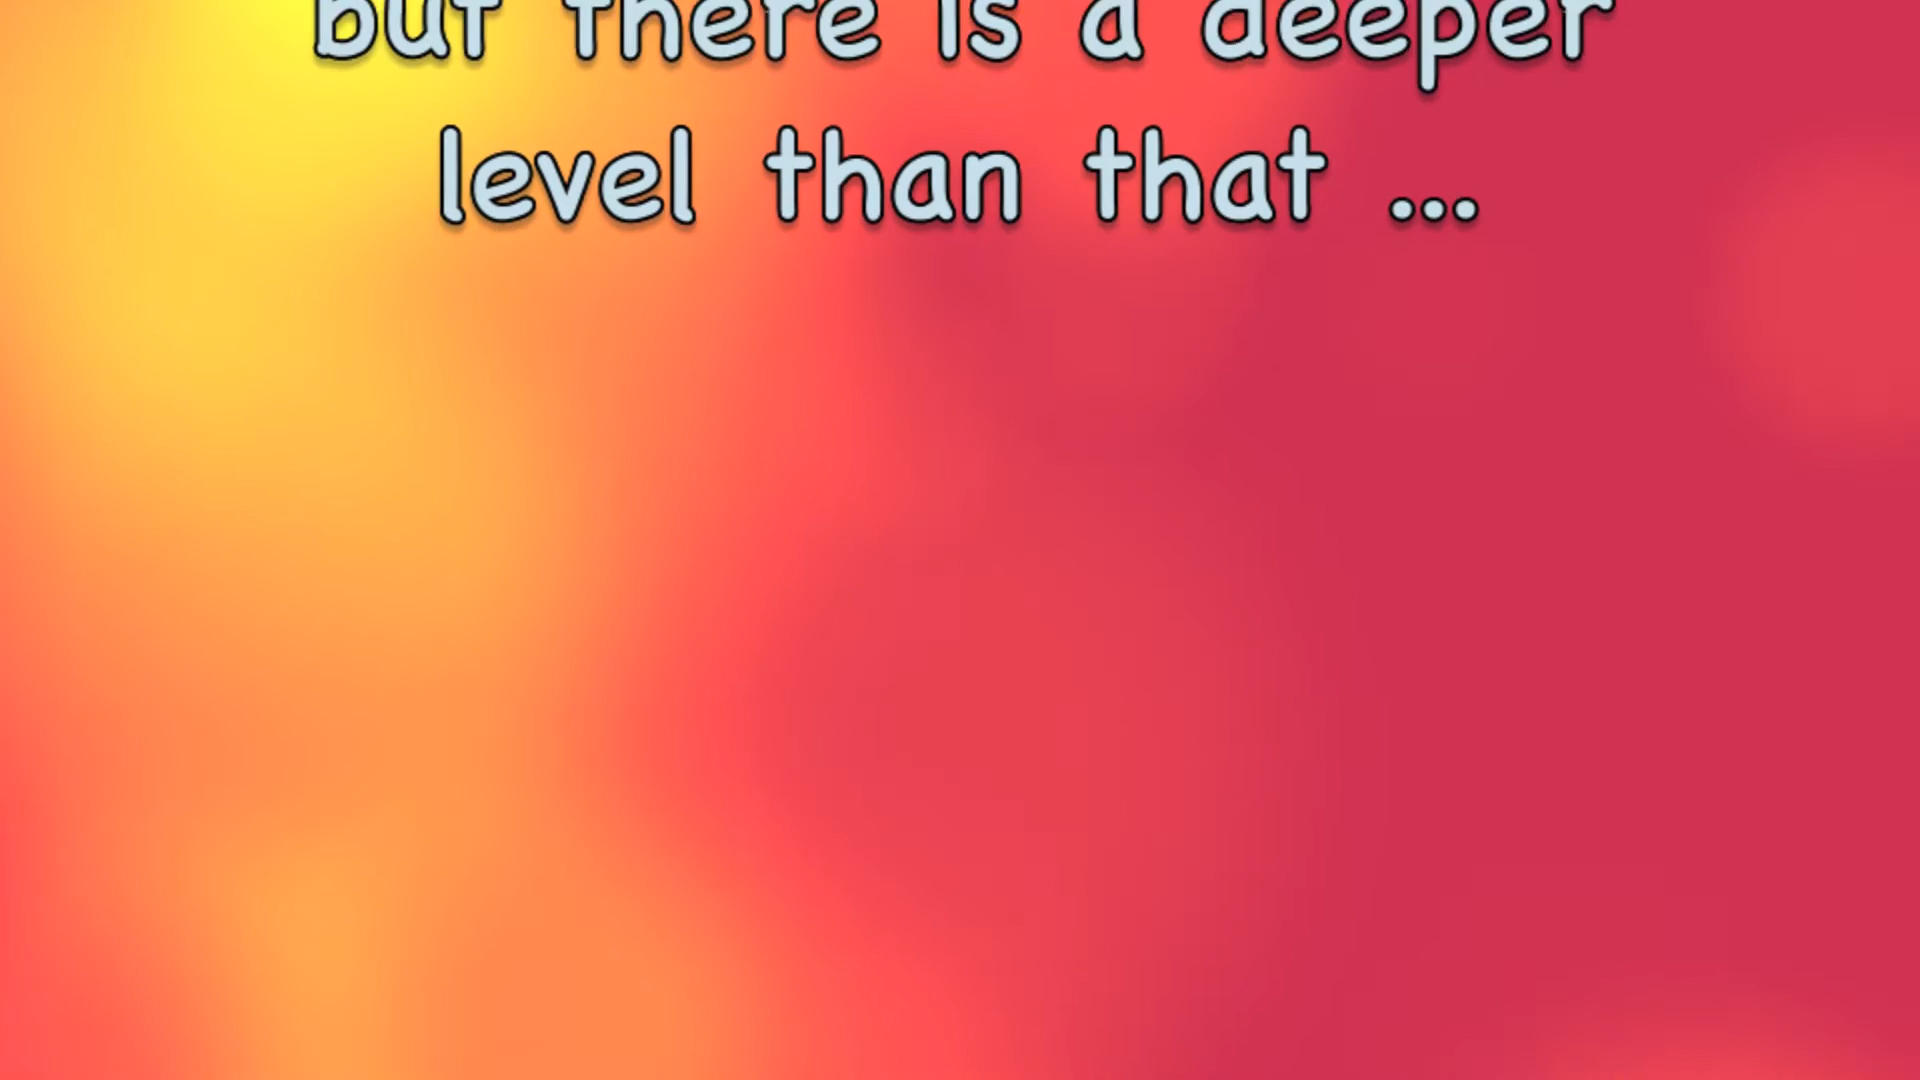 but there is a deeper
level than that ...